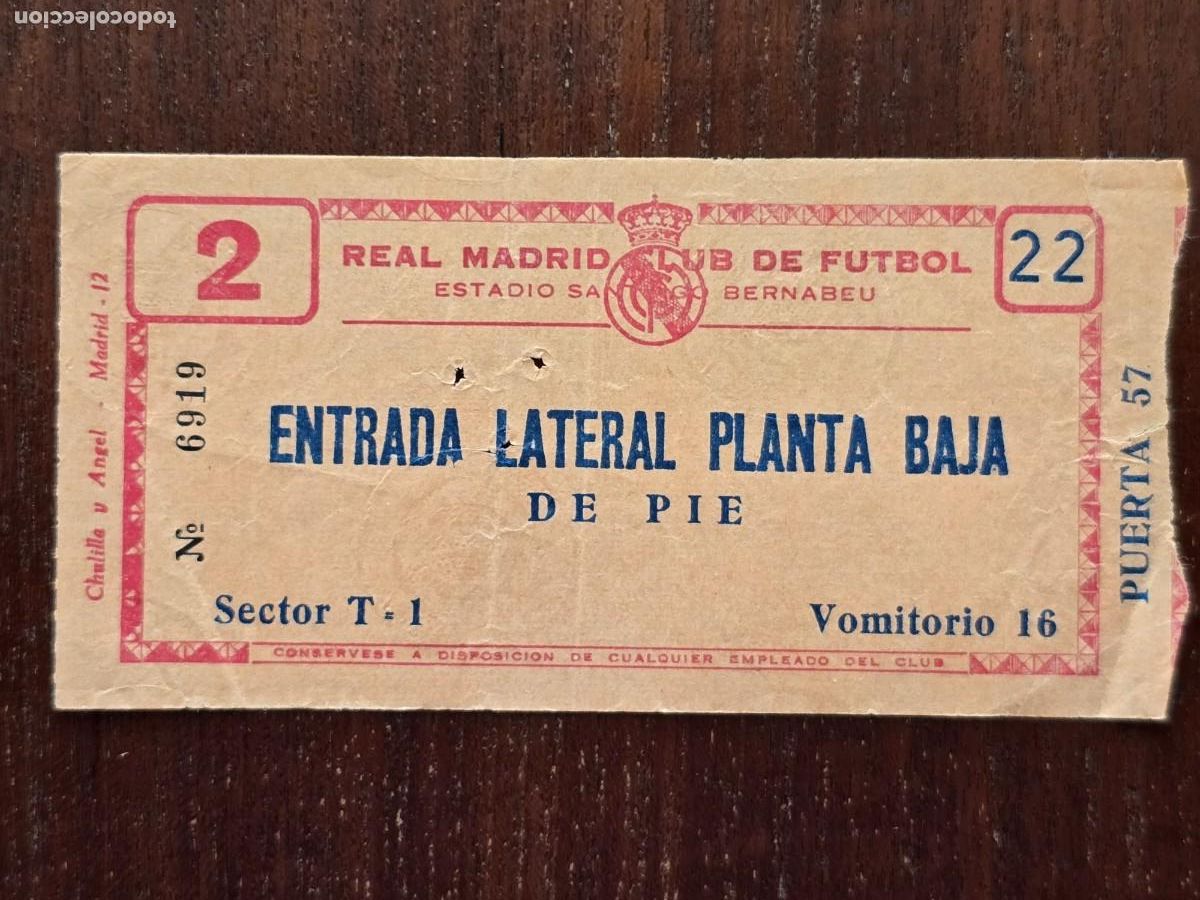 todocoleccion
2
REAL MADRID CLUB DE FUTBOL
22
ESTADIO SANTIAGO BERNABEU
Chulilla y Angel - Madrid - 12
Nº 6919
ENTRADA LATERAL PLANTA BAJA
DE PIE
Sector T-1
Vomitorio 16
CONSERVESE A DISPOSICION DE CUALQUIER EMPLEADO DEL CLUB
PUERTA 57